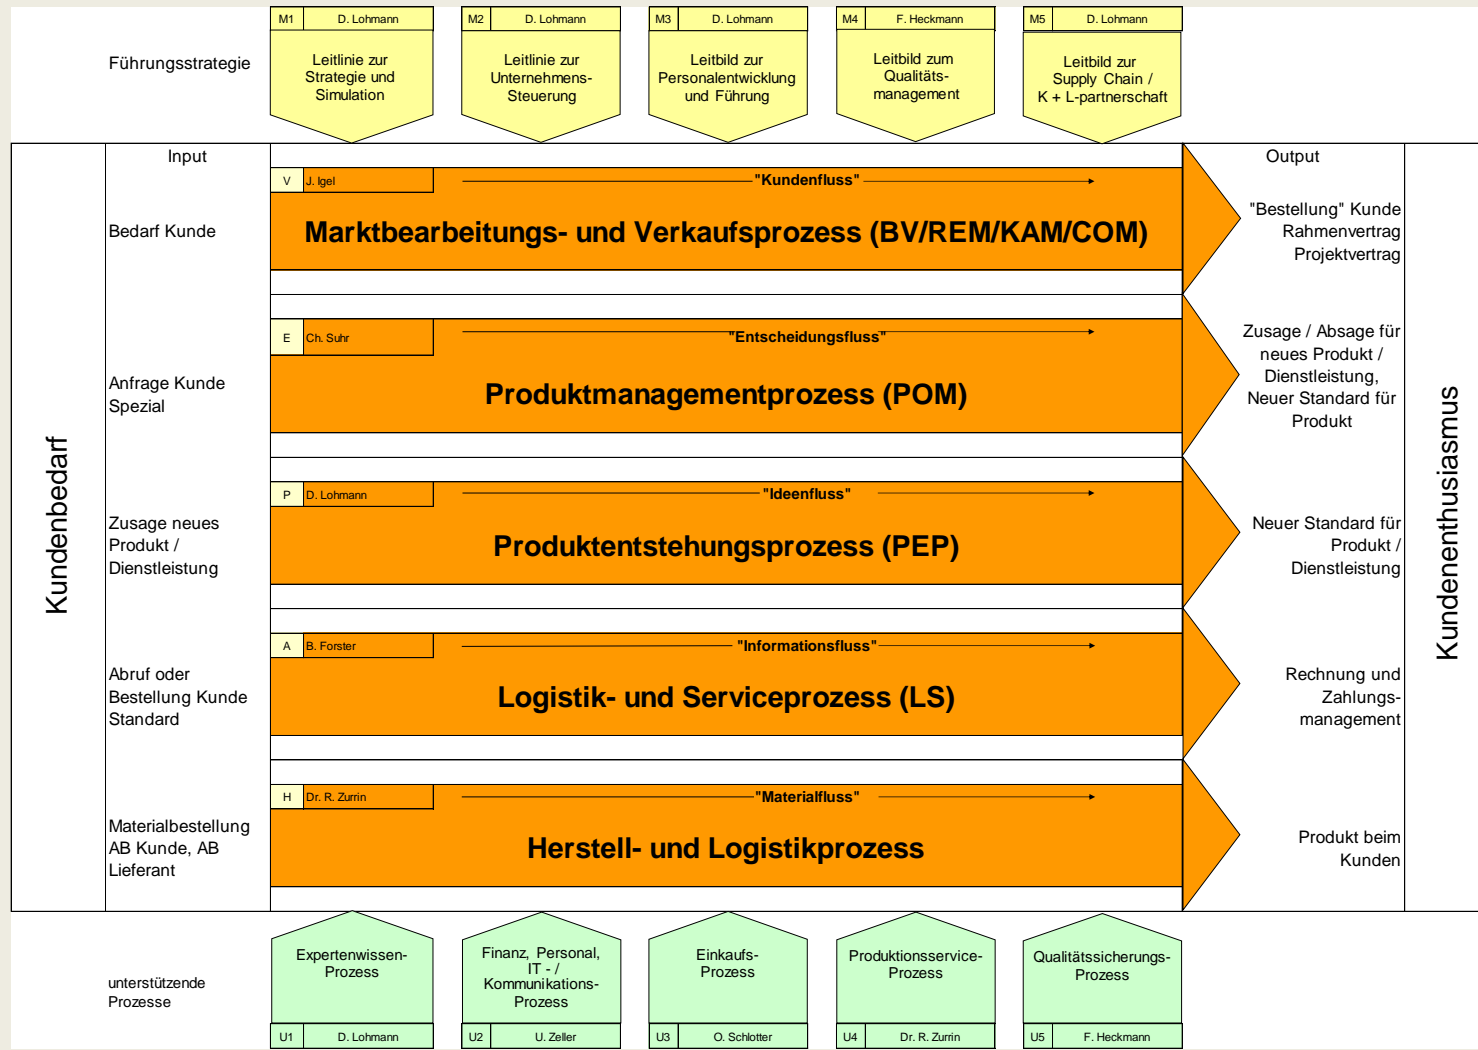 M1 D. Lohmann
M2 D. Lohmann
M3 D. Lohmann
M4 F. Heckmann
M5 D. Lohmann
Führungsstrategie
Leitlinie zur
Strategie und
Simulation
Leitlinie zur
Unternehmens-
Steuerung
Leitbild zur
Personalentwicklung
und Führung
Leitbild zum
Qualitäts-
management
Leitbild zur
Supply Chain /
K + L-partnerschaft
Kundenbedarf
Input
Output
Kundenenthusiasmus
V J. Igel
"Kundenfluss"
Bedarf Kunde
Marktbearbeitungs- und Verkaufsprozess (BV/REM/KAM/COM)
"Bestellung" Kunde
Rahmenvertrag
Projektvertrag
E Ch. Suhr
"Entscheidungsfluss"
Anfrage Kunde
Spezial
Produktmanagementprozess (POM)
Zusage / Absage für
neues Produkt /
Dienstleistung,
Neuer Standard für
Produkt
P D. Lohmann
"Ideenfluss"
Zusage neues
Produkt /
Dienstleistung
Produktentstehungsprozess (PEP)
Neuer Standard für
Produkt /
Dienstleistung
A B. Forster
"Informationsfluss"
Abruf oder
Bestellung Kunde
Standard
Logistik- und Serviceprozess (LS)
Rechnung und
Zahlungs-
management
H Dr. R. Zurrin
"Materialfluss"
Materialbestellung
AB Kunde, AB
Lieferant
Herstell- und Logistikprozess
Produkt beim
Kunden
unterstützende
Prozesse
Expertenwissen-
Prozess
Finanz, Personal,
IT - /
Kommunikations-
Prozess
Einkaufs-
Prozess
Produktionsservice-
Prozess
Qualitätssicherungs-
Prozess
U1 D. Lohmann
U2 U. Zeller
U3 O. Schlotter
U4 Dr. R. Zurrin
U5 F. Heckmann